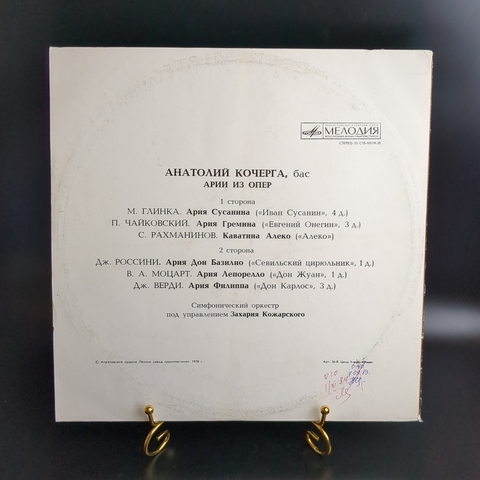 МЕЛОДИЯ
СТЕРЕО
АНАТОЛИЙ КОЧЕРГА, бас
АРИИ ИЗ ОПЕР
1 сторона
М. ГЛИНКА. Ария Сусанина («Иван Сусанин», 4 д.)
П. ЧАЙКОВСКИЙ. Ария Гремина («Евгений Онегин», 3 д.)
С. РАХМАНИНОВ. Каватина Алеко («Алеко»)
2 сторона
Дж. РОССИНИ. Ария Дон Базилио («Севильский цирюльник», 1 д.)
В. А. МОЦАРТ. Ария Лепорелло («Дон Жуан», 1 д.)
Дж. ВЕРДИ. Ария Филиппа («Дон Карлос», 3 д.)
Симфонический оркестр
под управлением Захария Кожарского